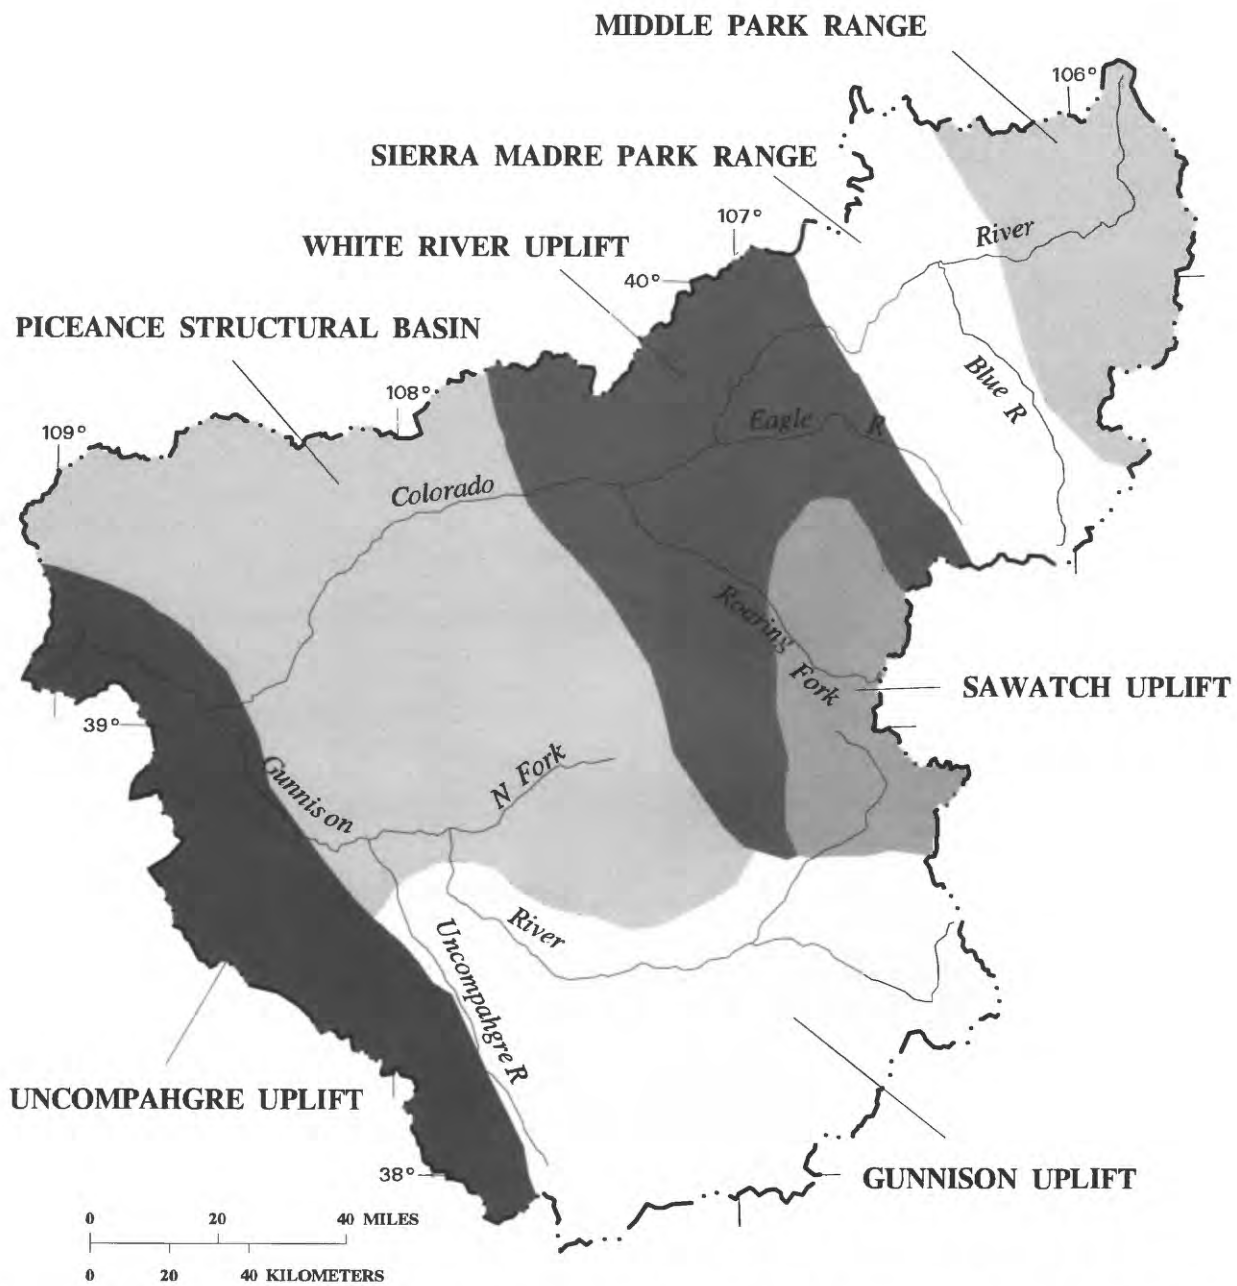 MIDDLE PARK RANGE
106°
SIERRA MADRE PARK RANGE
107°
River
WHITE RIVER UPLIFT
40°
PICEANCE STRUCTURAL BASIN
Blue R
108°
109°
Eagle R
Colorado
Roaring Fork
SAWATCH UPLIFT
39°
Gunnison
N Fork
River
Uncompahgre R
UNCOMPAHGRE UPLIFT
38°
GUNNISON UPLIFT
0 20 40 MILES
0 20 40 KILOMETERS